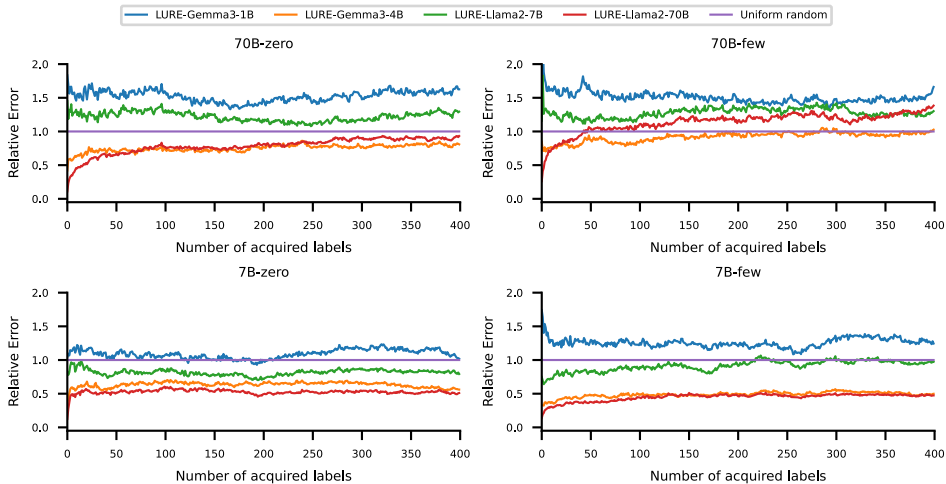 LURE-Gemma3-1B LURE-Gemma3-4B LURE-Llama2-7B LURE-Llama2-70B Uniform random
70B-zero
Relative Error
2.0
1.5
1.0
0.5
0.0
0 50 100 150 200 250 300 350 400
Number of acquired labels
70B-few
Relative Error
2.0
1.5
1.0
0.5
0.0
0 50 100 150 200 250 300 350 400
Number of acquired labels
7B-zero
Relative Error
2.0
1.5
1.0
0.5
0.0
0 50 100 150 200 250 300 350 400
Number of acquired labels
7B-few
Relative Error
2.0
1.5
1.0
0.5
0.0
0 50 100 150 200 250 300 350 400
Number of acquired labels